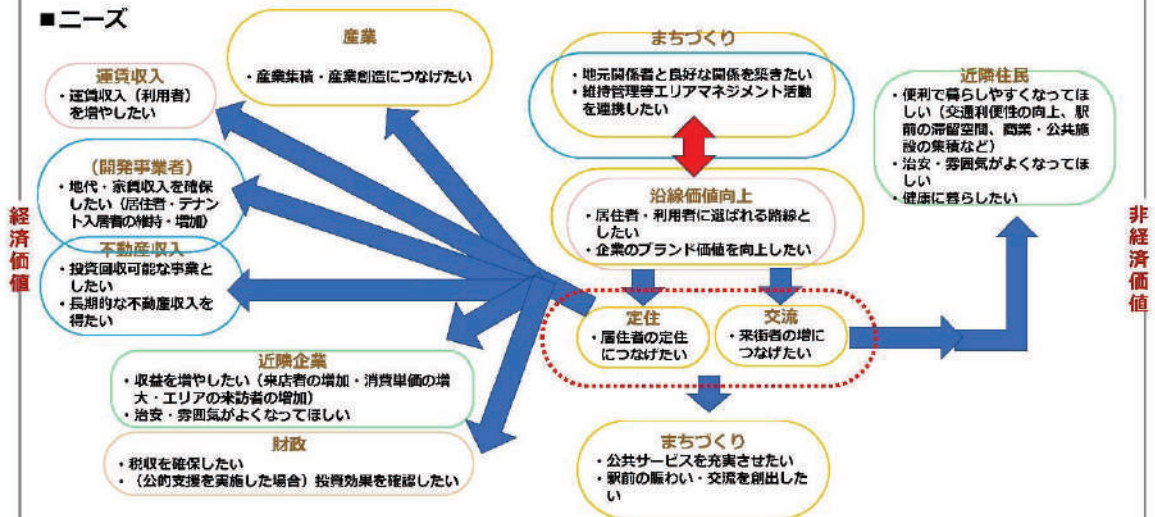 ■ニーズ
産業
・産業集積・産業創造につなげたい
運賃収入
・運賃収入（利用者）
を増やしたい
（開発事業者）
・地代・家賃収入を確保
したい（居住者・テナン
ト入居者の維持・増加）
不動産収入
・投資回収可能な事業と
したい
・長期的な不動産収入を
得たい
経済価値
近隣企業
・収益を増やしたい（来店者の増加・消費単価の増
大・エリアの来訪者の増加）
・治安・雰囲気がよくなってほしい
財政
・税収を確保したい
・（公的支援を実施した場合）投資効果を確認したい
まちづくり
・地元関係者と良好な関係を築きたい
・維持管理等エリアマネジメント活動
を連携したい
沿線価値向上
・居住者・利用者に選ばれる路線と
したい
・企業のブランド価値を向上したい
定住
・居住者の定住
につなげたい
交流
・来街者の増に
つなげたい
まちづくり
・公共サービスを充実させたい
・駅前の賑わい・交流を創出した
い
近隣住民
・便利で暮らしやすくなってほ
しい（交通利便性の向上、駅
前の滞留空間、商業・公共施
設の集積など）
・治安・雰囲気がよくなってほ
しい
・健康に暮らしたい
非経済価値